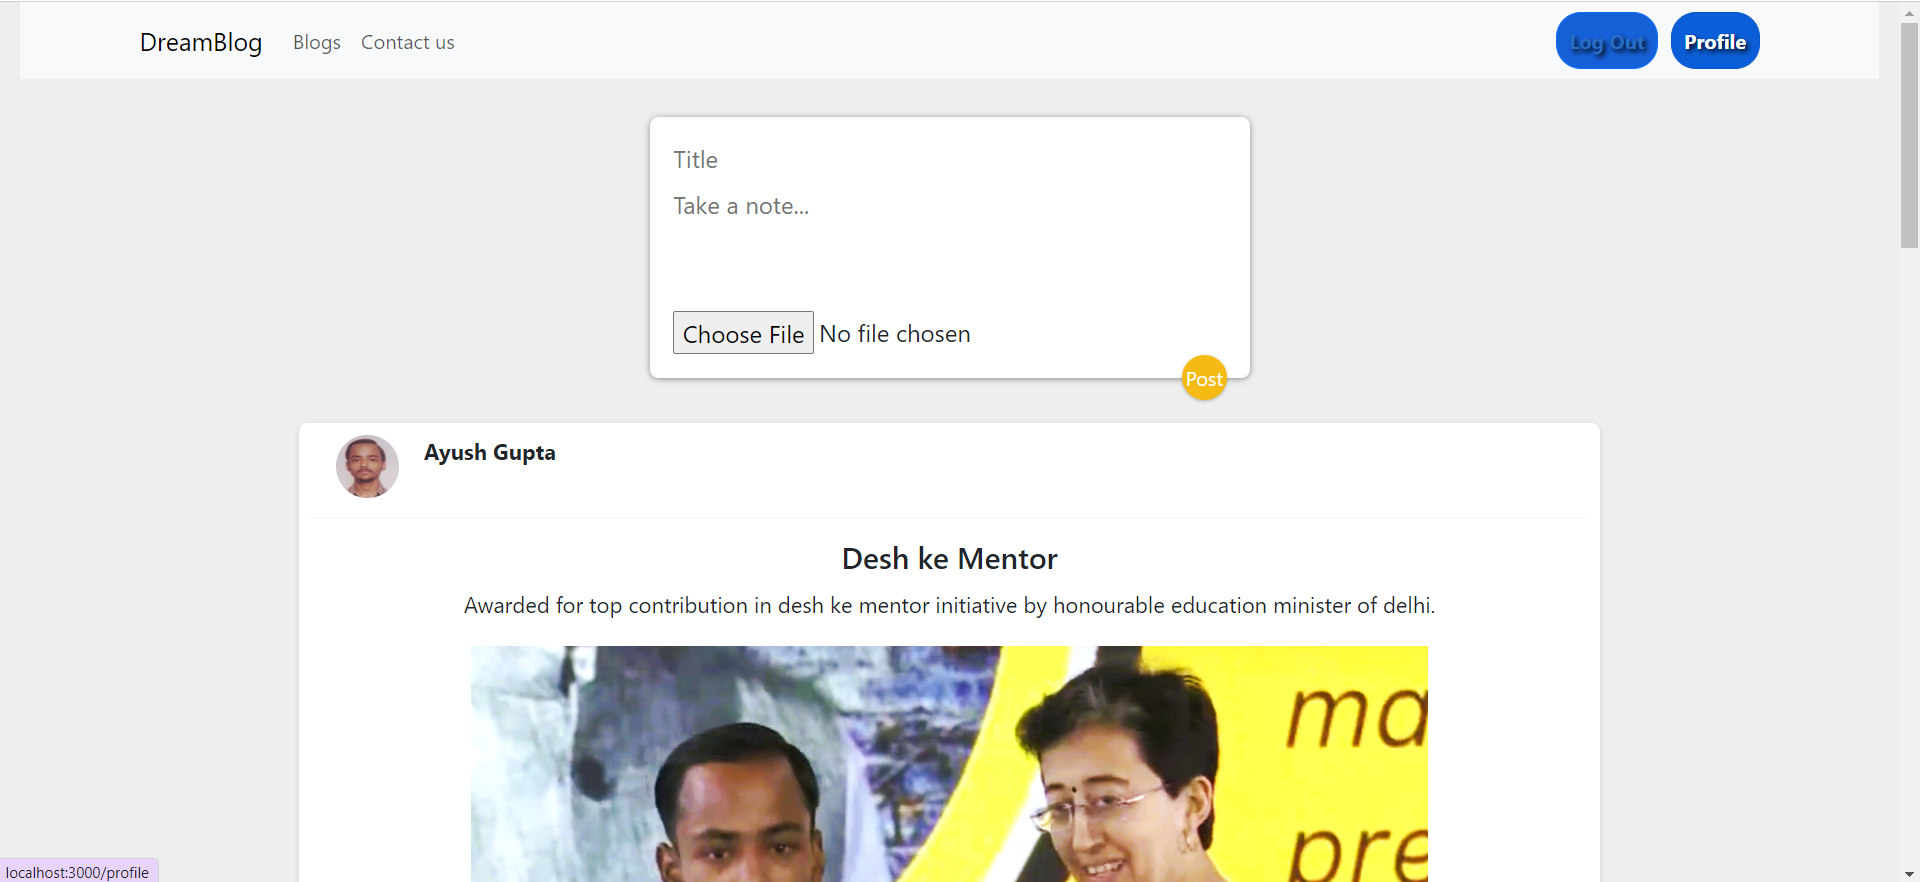 DreamBlog Blogs Contact us Log Out Profile
Title
Take a note...
Choose File No file chosen
Post
Ayush Gupta
Desh ke Mentor
Awarded for top contribution in desh ke mentor initiative by honourable education minister of delhi.
ma
pre
localhost:3000/profile